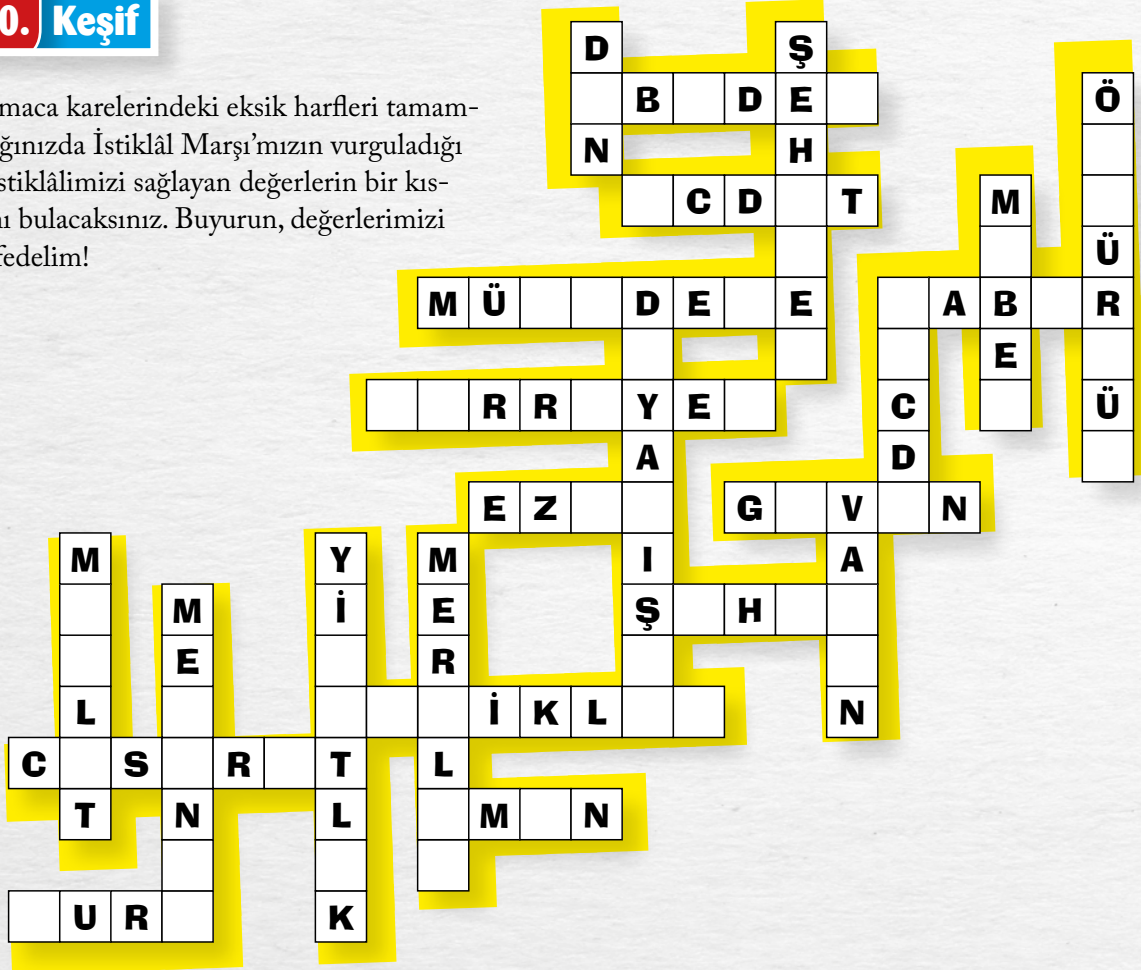 0. Keşif
maca karelerindeki eksik harfleri tamam-
ğınızda İstiklâl Marşı’mızın vurguladığı
stiklâlimizi sağlayan değerlerin bir kıs-
ı bulacaksınız. Buyurun, değerlerimizi
fedelim!
D Ş
B D E Ö
N H
C D T M
Ü
M Ü D E E A B R
E
R R Y E C Ü
A D
E Z G V N
M Y M I A
M İ E Ş H
E R
L İ K L N
C S R T L
T N L M N
U R K